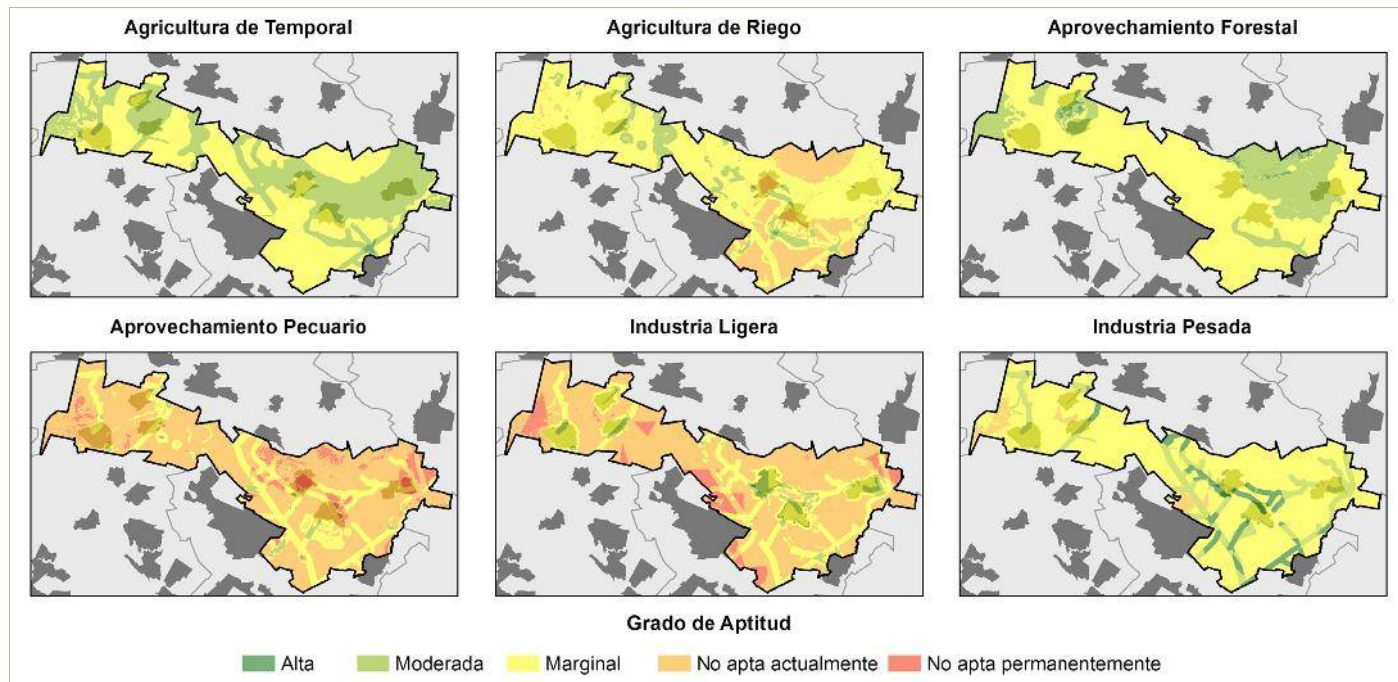 Agricultura de Temporal
Agricultura de Riego
Aprovechamiento Forestal
Aprovechamiento Pecuario
Industria Ligera
Industria Pesada
Grado de Aptitud
Alta
Moderada
Marginal
No apta actualmente
No apta permanentemente